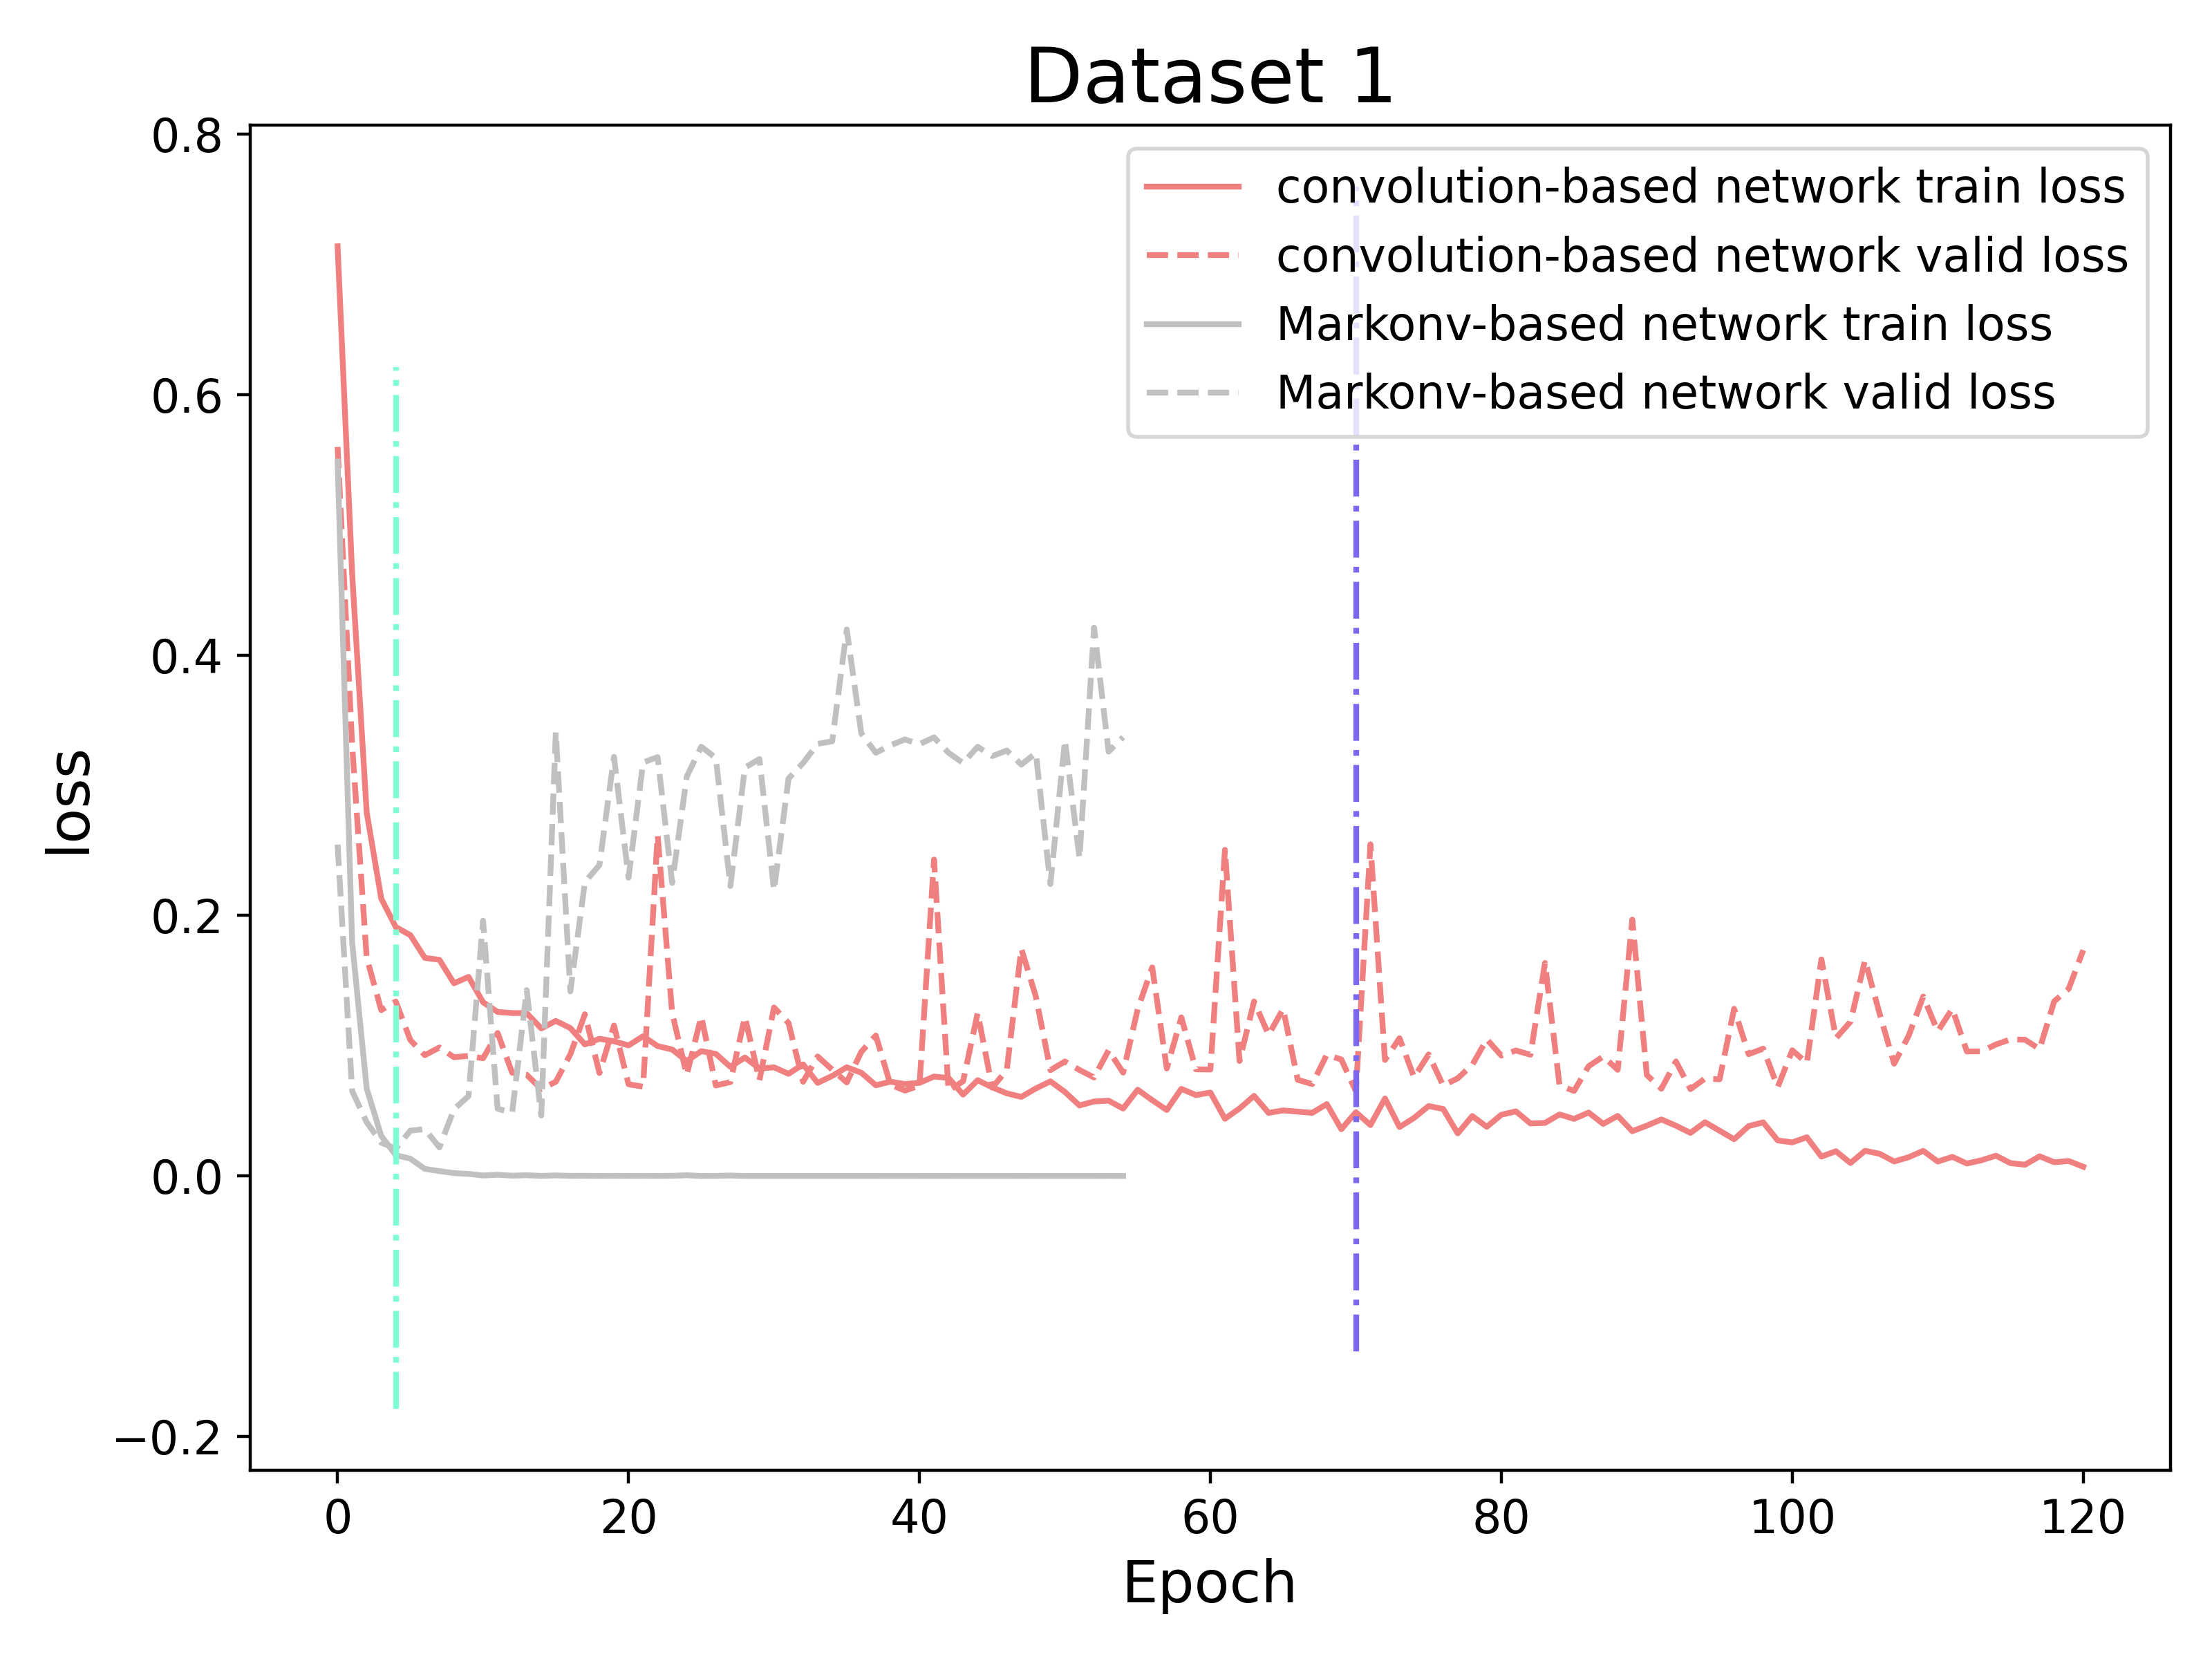 Dataset 1
convolution-based network train loss
convolution-based network valid loss
Markonv-based network train loss
Markonv-based network valid loss
loss
0.8
0.6
0.4
0.2
0.0
−0.2
0 20 40 60 80 100 120
Epoch